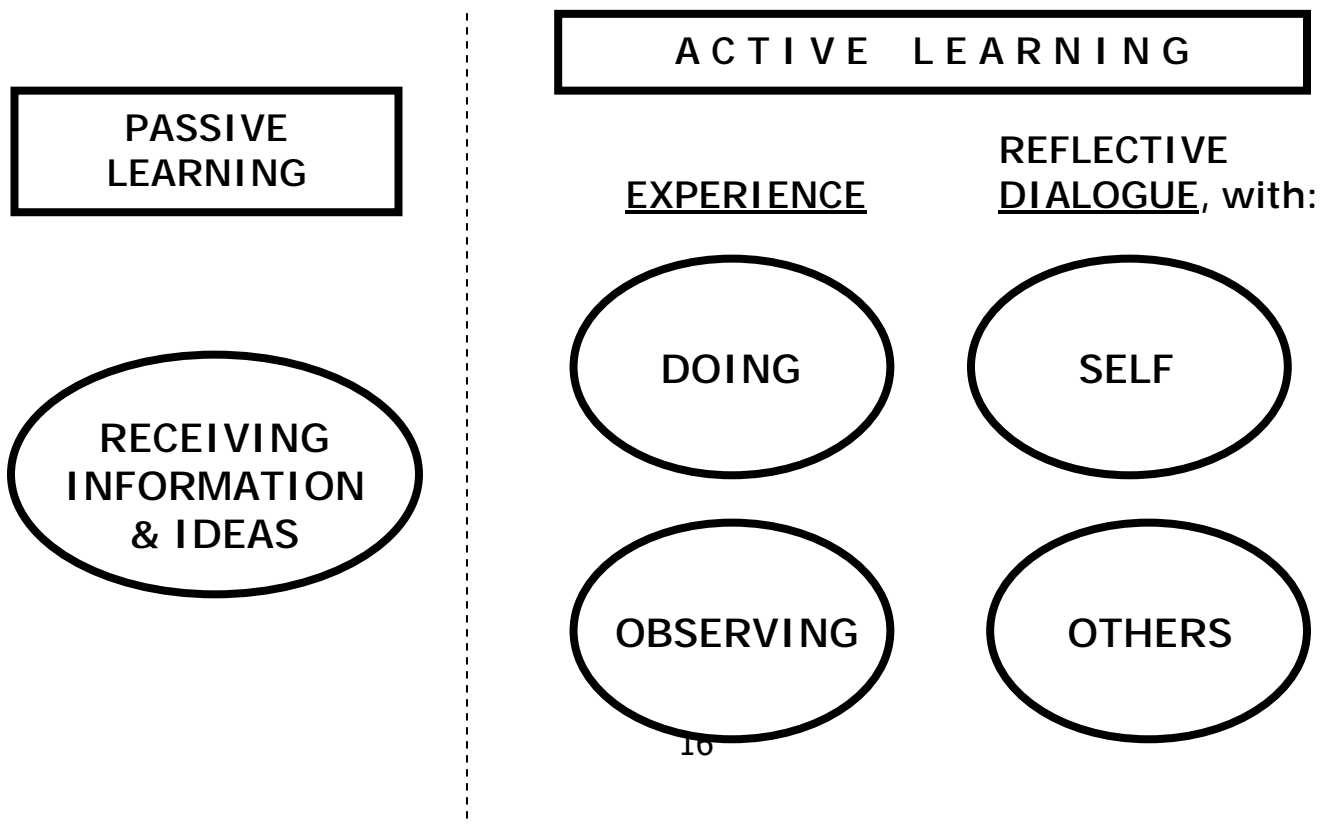 PASSIVE
LEARNING
RECEIVING
INFORMATION
& IDEAS
ACTIVE LEARNING
EXPERIENCE
REFLECTIVE
DIALOGUE, with:
DOING
SELF
OBSERVING
OTHERS
16